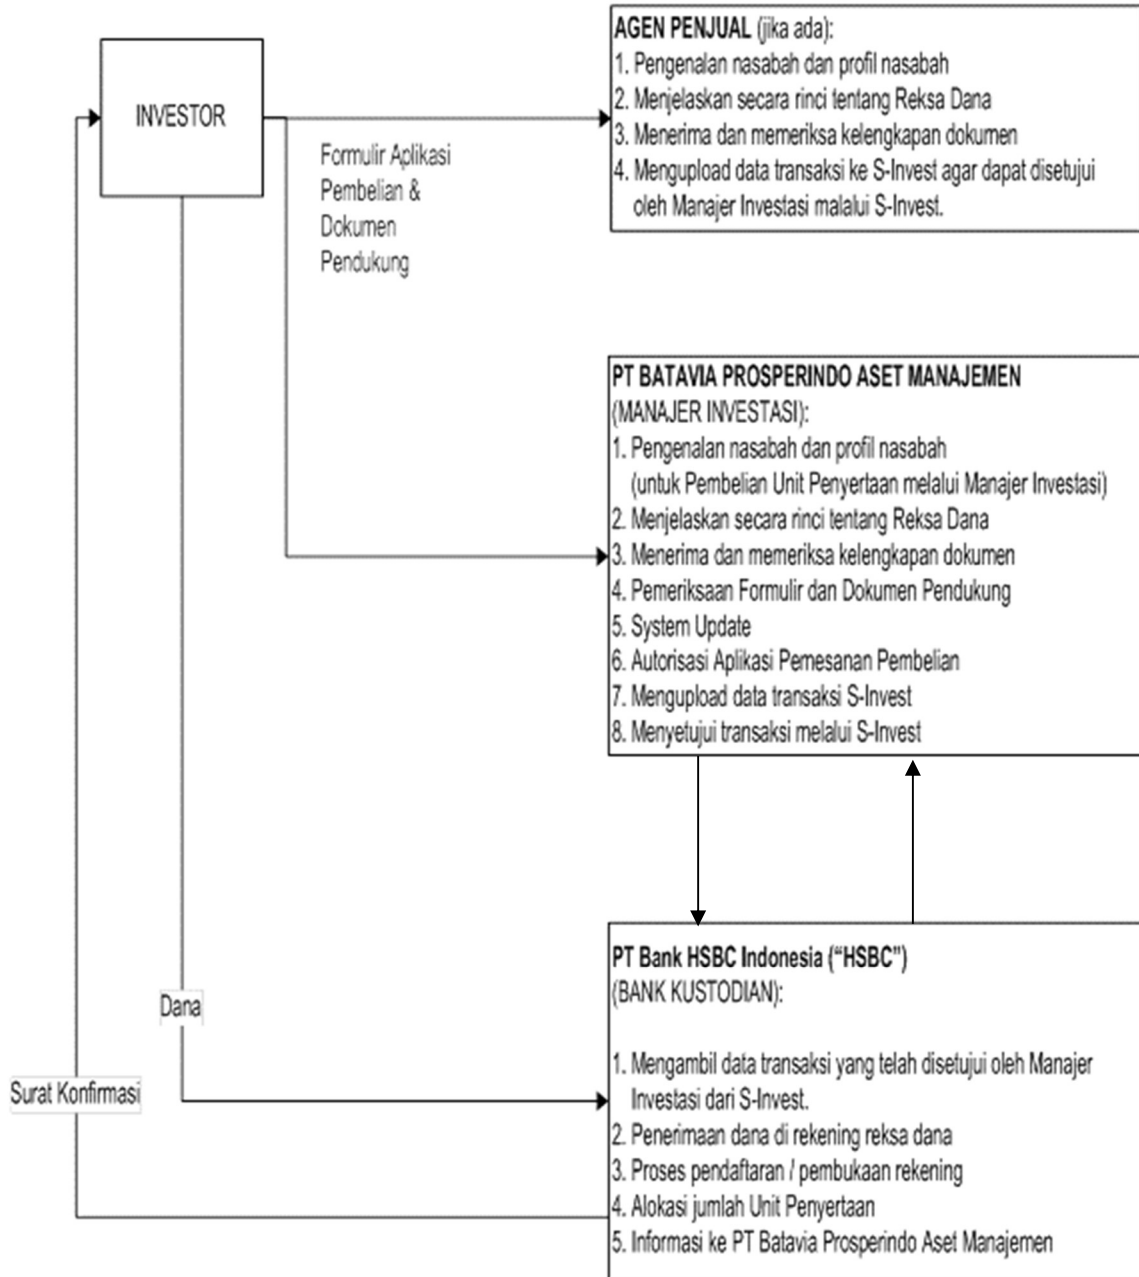 INVESTOR
Formulir Aplikasi
Pembelian &
Dokumen
Pendukung
AGEN PENJUAL (jika ada):
1. Pengenalan nasabah dan profil nasabah
2. Menjelaskan secara rinci tentang Reksa Dana
3. Menerima dan memeriksa kelengkapan dokumen
4. Mengupload data transaksi ke S-Invest agar dapat disetujui
oleh Manajer Investasi malalui S-Invest.
PT BATAVIA PROSPERINDO ASET MANAJEMEN
(MANAJER INVESTASI):
1. Pengenalan nasabah dan profil nasabah
(untuk Pembelian Unit Penyertaan melalui Manajer Investasi)
2. Menjelaskan secara rinci tentang Reksa Dana
3. Menerima dan memeriksa kelengkapan dokumen
4. Pemeriksaan Formulir dan Dokumen Pendukung
5. System Update
6. Autorisasi Aplikasi Pemesanan Pembelian
7. Mengupload data transaksi S-Invest
8. Menyetujui transaksi melalui S-Invest
Dana
Surat Konfirmasi
PT Bank HSBC Indonesia (“HSBC”)
(BANK KUSTODIAN):
1. Mengambil data transaksi yang telah disetujui oleh Manajer
Investasi dari S-Invest.
2. Penerimaan dana di rekening reksa dana
3. Proses pendaftaran / pembukaan rekening
4. Alokasi jumlah Unit Penyertaan
5. Informasi ke PT Batavia Prosperindo Aset Manajemen